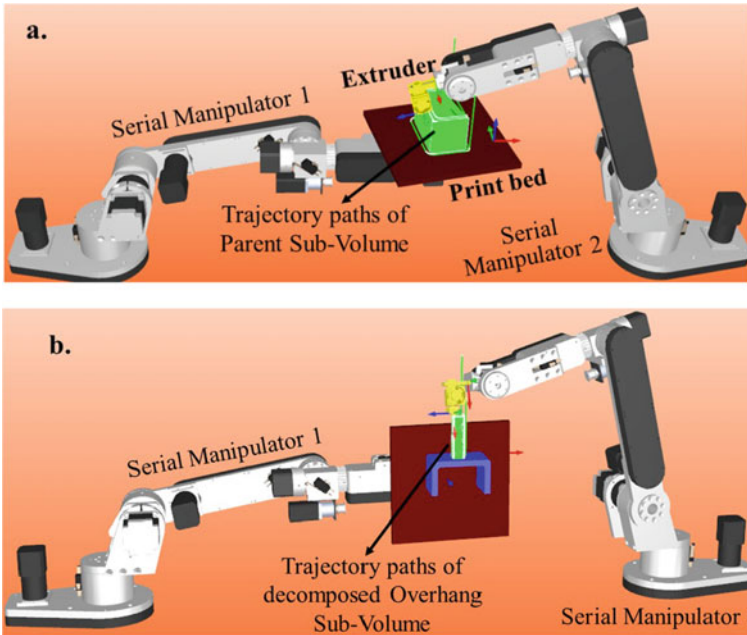 a.
Extruder
Serial Manipulator 1
Print bed
Trajectory paths of
Parent Sub-Volume
Serial
Manipulator 2
b.
Serial Manipulator 1
Trajectory paths of
decomposed Overhang
Sub-Volume
Serial Manipulator